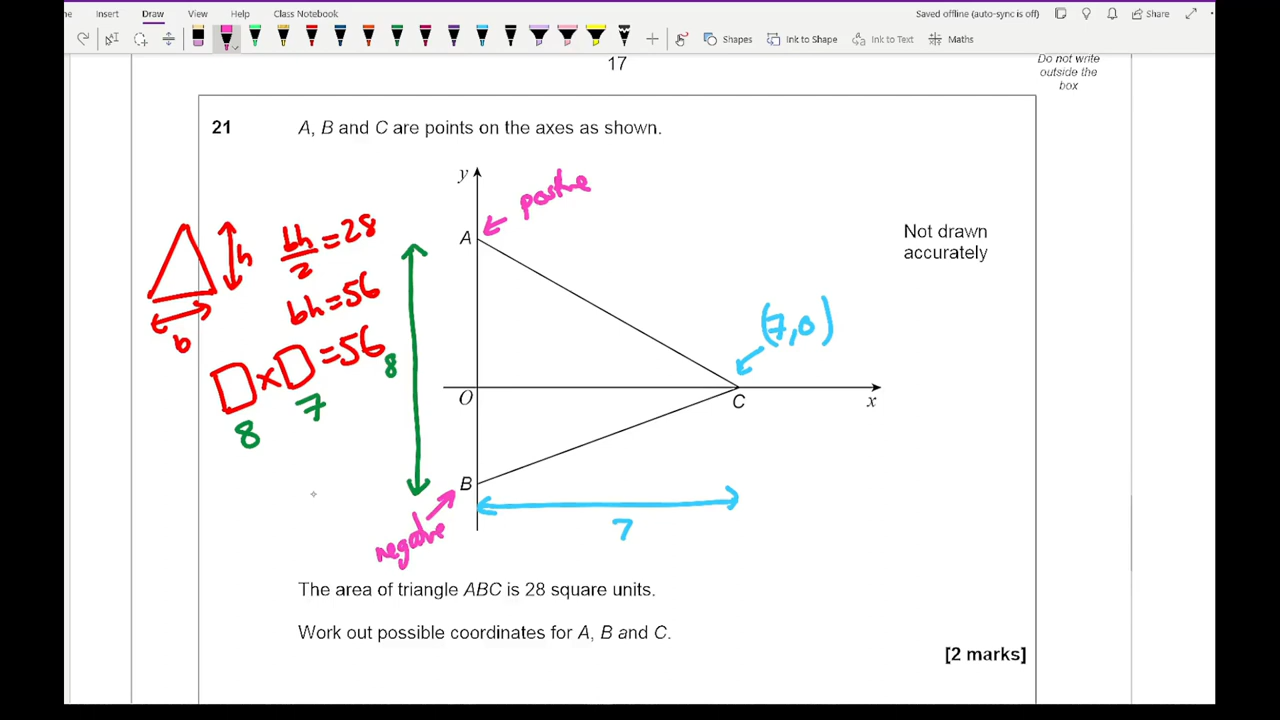 Insert Draw View Help Class Notebook Saved offline (auto-sync is off) Share
Shapes Ink to Shape Ink to Text Maths
17
Do not write
outside the
box
21 A, B and C are points on the axes as shown.
y
positive
A
Not drawn
accurately
h
b
bh/2 = 28
bh = 56
□ × □ = 56
8 7
8
(7,0)
O
C
x
B
negative
7
The area of triangle ABC is 28 square units.
Work out possible coordinates for A, B and C.
[2 marks]